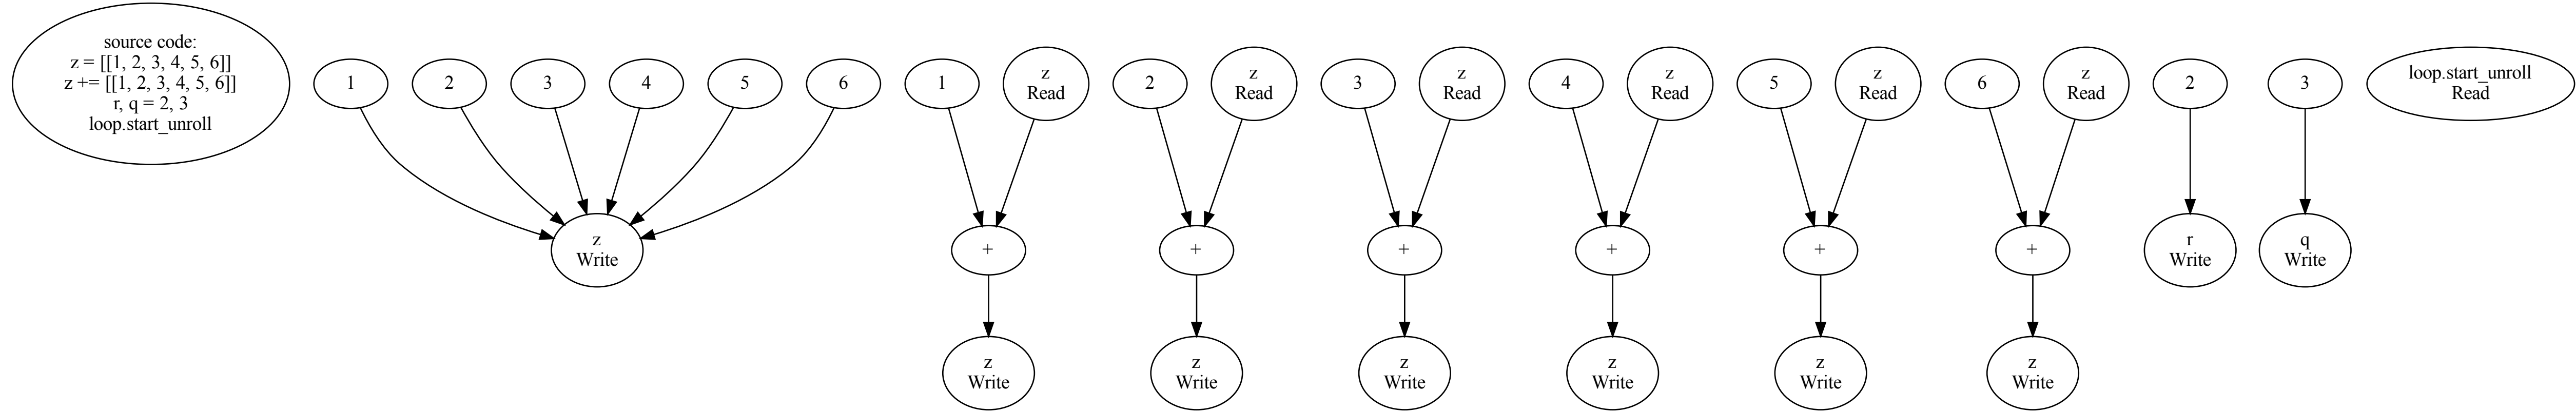 source code:
z = [[1, 2, 3, 4, 5, 6]]
z += [[1, 2, 3, 4, 5, 6]]
r, q = 2, 3
loop.start_unroll
1
2
3
4
5
6
z
Write
1
z
Read
+
z
Write
2
z
Read
+
z
Write
3
z
Read
+
z
Write
4
z
Read
+
z
Write
5
z
Read
+
z
Write
6
z
Read
+
z
Write
2
r
Write
3
q
Write
loop.start_unroll
Read